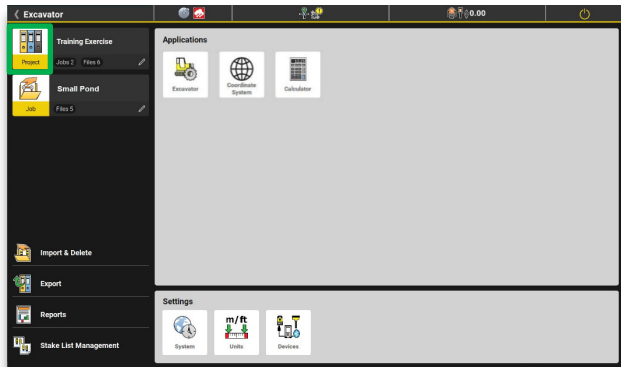 Excavator
0.00
Training Exercise
Project
Jobs 2 Files 6
Small Pond
Job
Files 5
Import & Delete
Export
Reports
Stake List Management
Applications
Excavator
Coordinate
System
Calculator
Settings
System
m/ft
Units
Devices